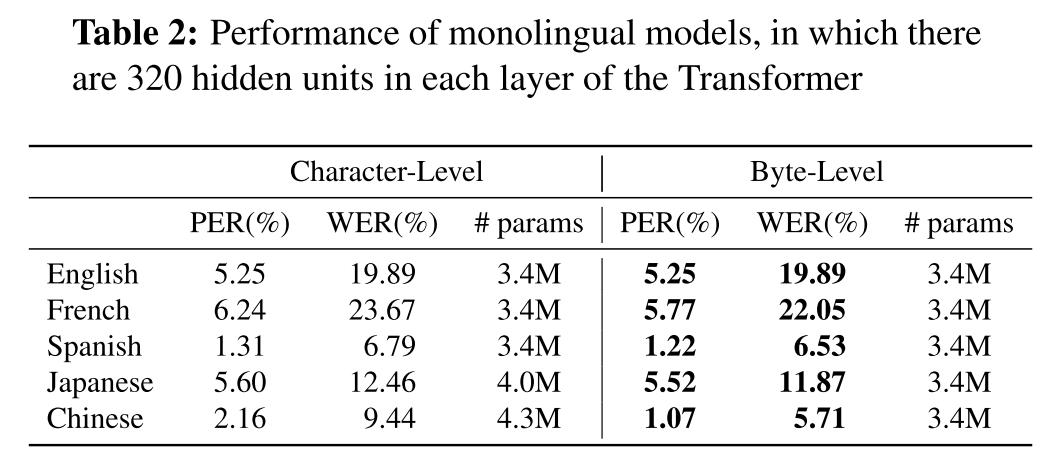 Table 2: Performance of monolingual models, in which there
are 320 hidden units in each layer of the Transformer
Character-Level Byte-Level
PER(%) WER(%) # params PER(%) WER(%) # params
English 5.25 19.89 3.4M 5.25 19.89 3.4M
French 6.24 23.67 3.4M 5.77 22.05 3.4M
Spanish 1.31 6.79 3.4M 1.22 6.53 3.4M
Japanese 5.60 12.46 4.0M 5.52 11.87 3.4M
Chinese 2.16 9.44 4.3M 1.07 5.71 3.4M